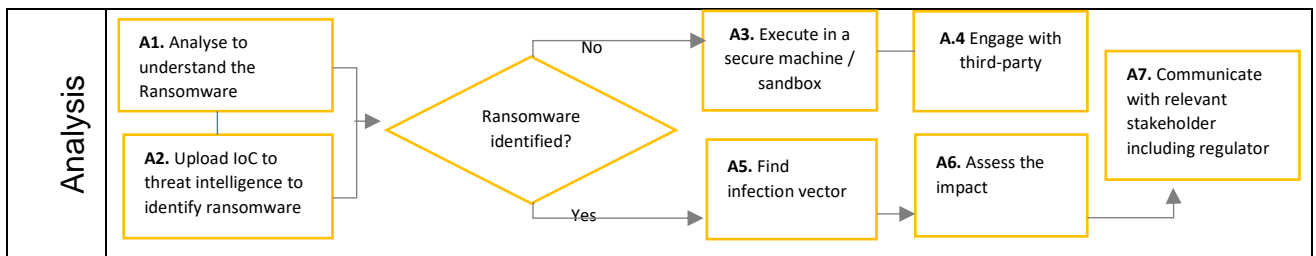 Analysis
A1. Analyse to
understand the
Ransomware
A2. Upload IoC to
threat intelligence to
identify ransomware
Ransomware
identified?
No
Yes
A3. Execute in a
secure machine /
sandbox
A.4 Engage with
third-party
A5. Find
infection vector
A6. Assess the
impact
A7. Communicate
with relevant
stakeholder
including regulator